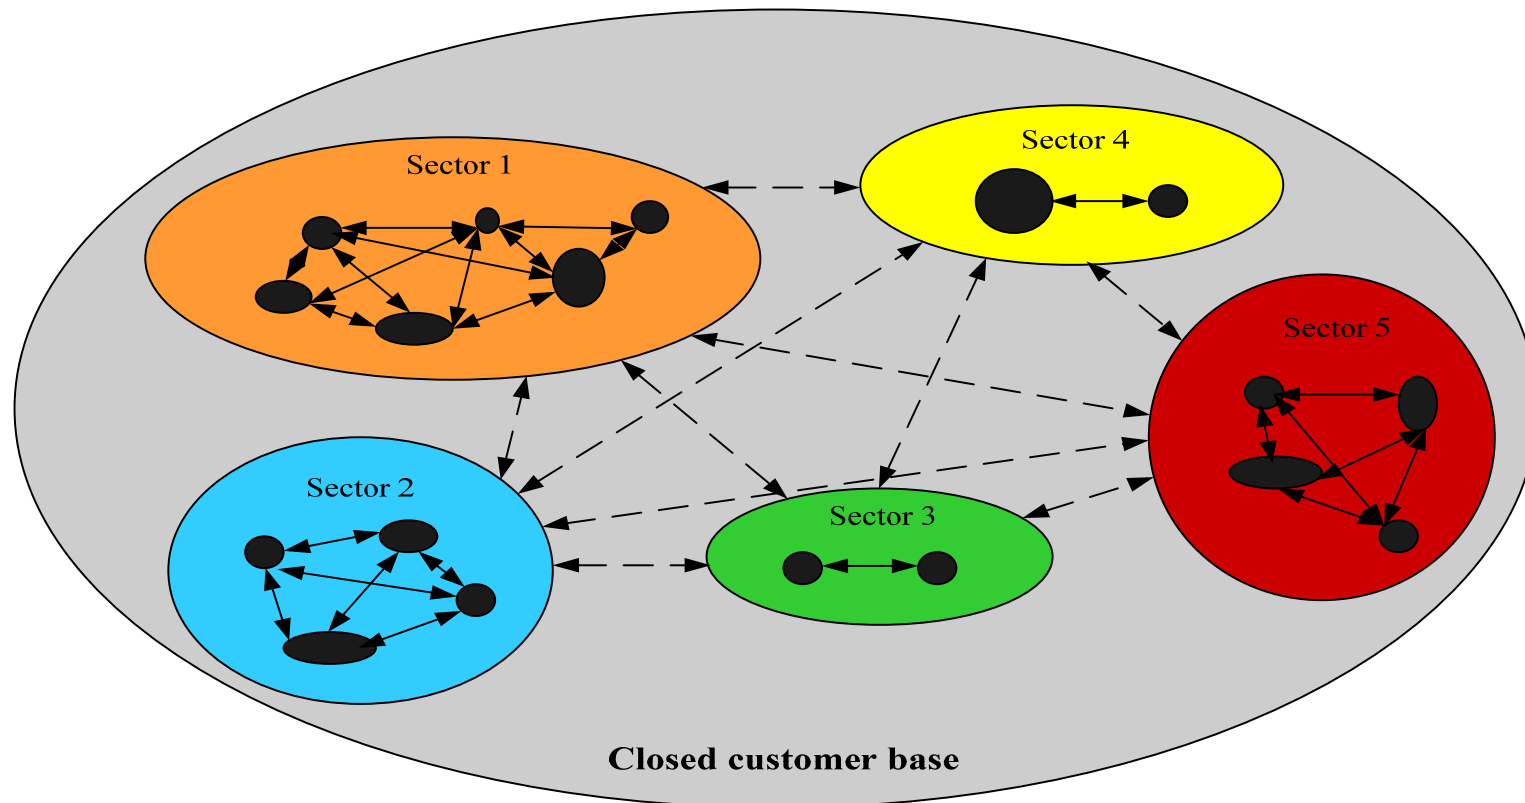 Sector 4
Sector 1
Sector 5
Sector 2
Sector 3
Closed customer base